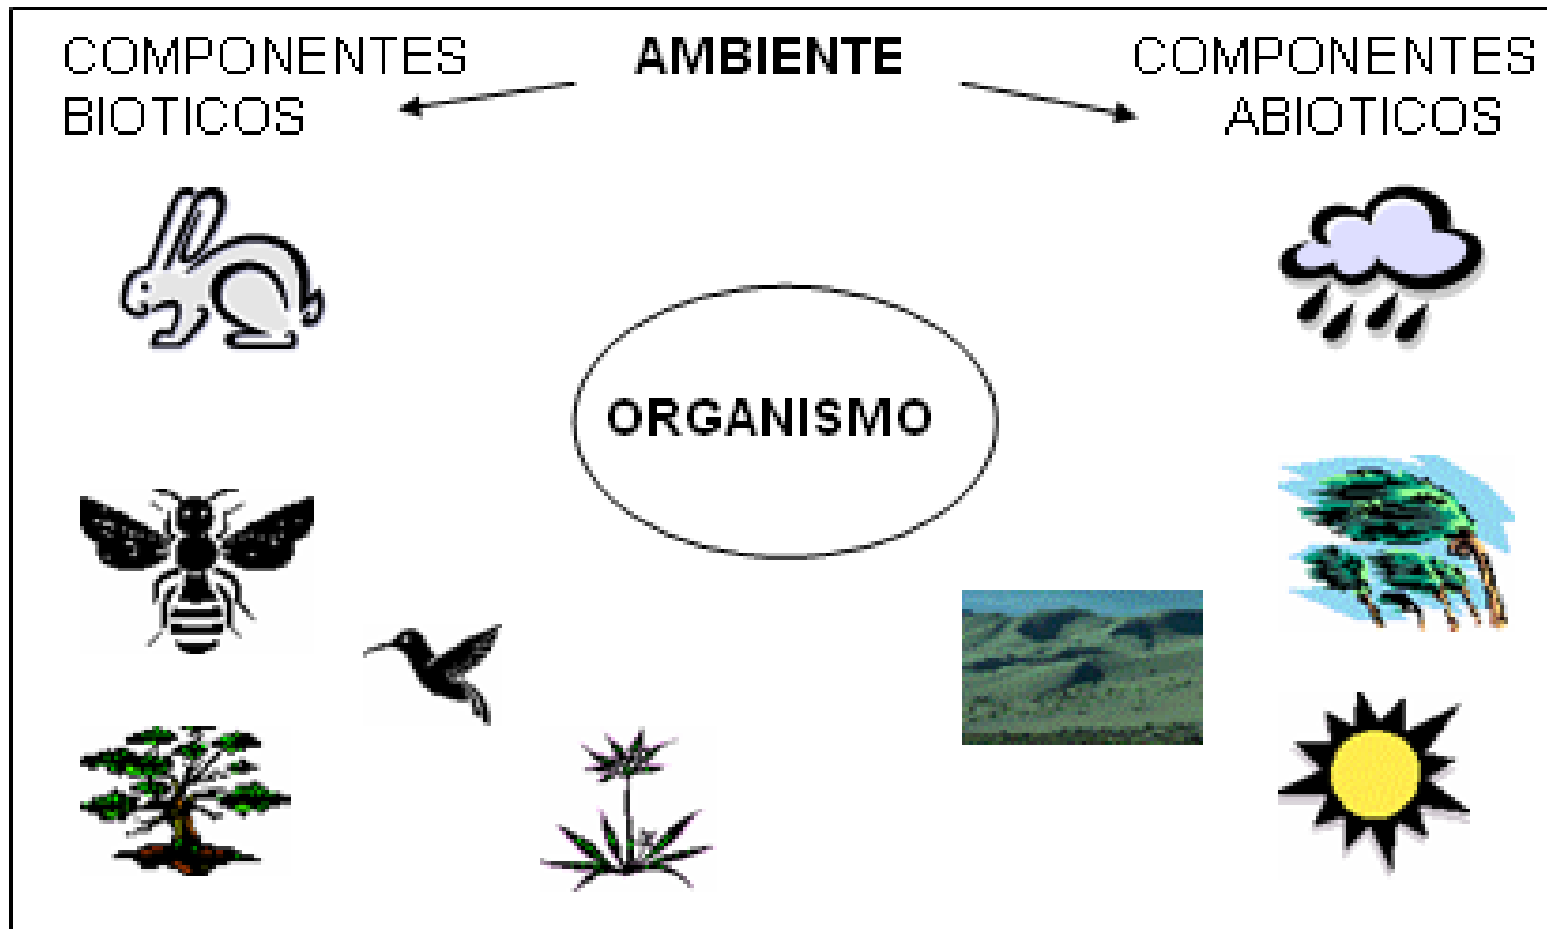 COMPONENTES
BIOTICOS
AMBIENTE
COMPONENTES
ABIOTICOS
ORGANISMO